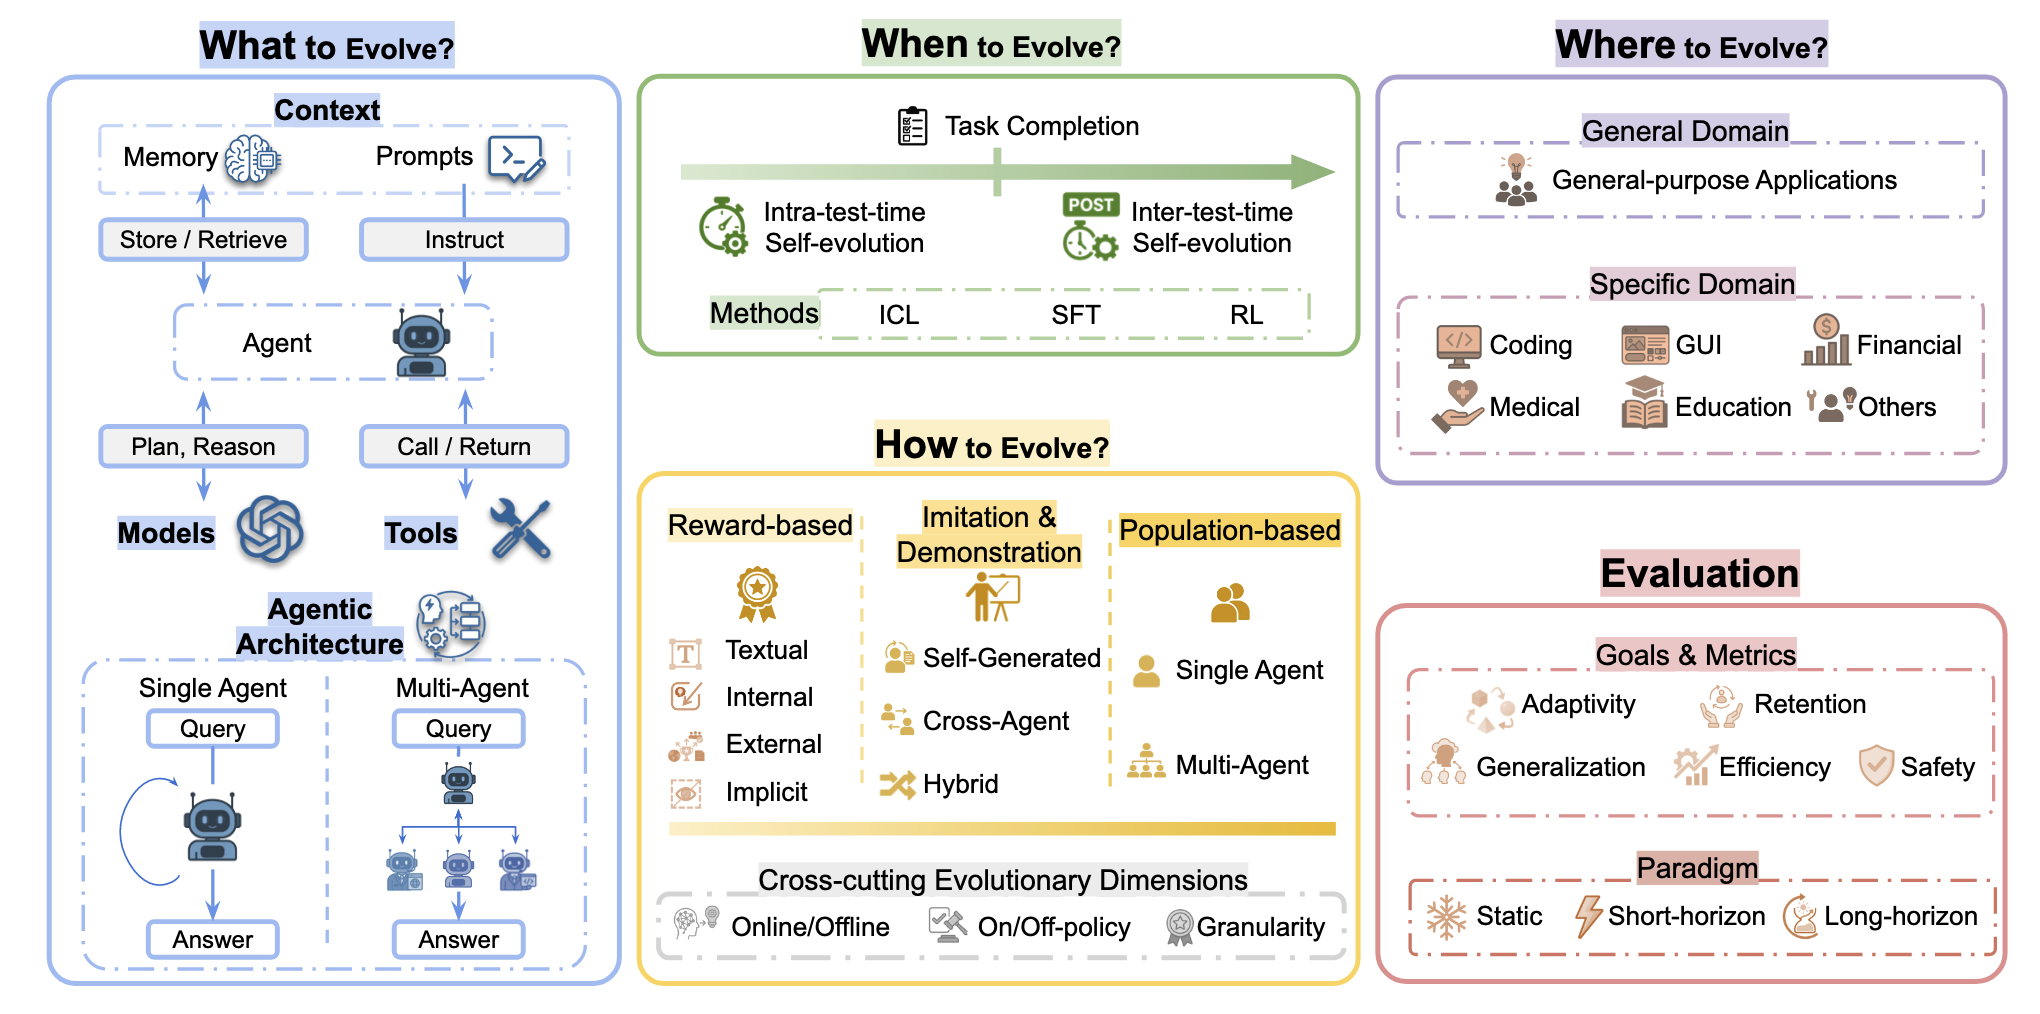 What to Evolve?
Context
Memory
Prompts
Store / Retrieve
Instruct
Agent
Plan, Reason
Call / Return
Models
Tools
Agentic
Architecture
Single Agent
Multi-Agent
Query
Query
Answer
Answer
When to Evolve?
Task Completion
Intra-test-time
Self-evolution
POST
Inter-test-time
Self-evolution
Methods
ICL
SFT
RL
How to Evolve?
Reward-based
Textual
Internal
External
Implicit
Imitation &
Demonstration
Self-Generated
Cross-Agent
Hybrid
Population-based
Single Agent
Multi-Agent
Cross-cutting Evolutionary Dimensions
Online/Offline
On/Off-policy
Granularity
Where to Evolve?
General Domain
General-purpose Applications
Specific Domain
Coding
GUI
Financial
Medical
Education
Others
Evaluation
Goals & Metrics
Adaptivity
Retention
Generalization
Efficiency
Safety
Paradigm
Static
Short-horizon
Long-horizon